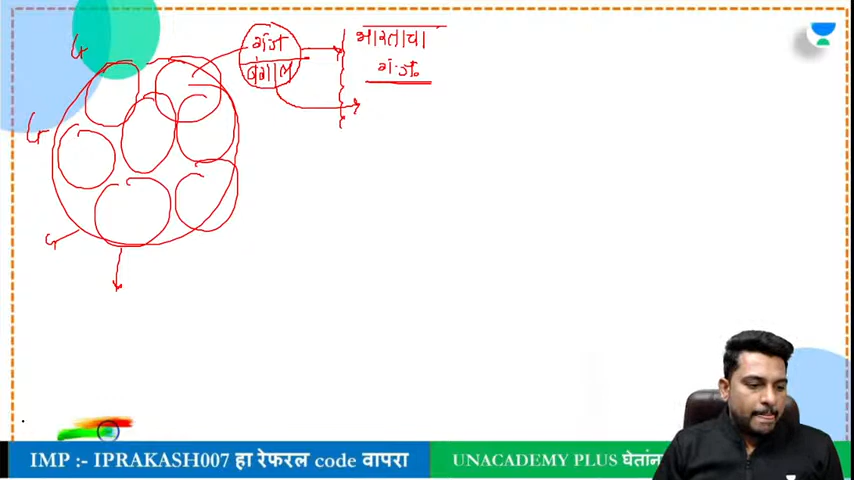 गंज
बंगाल
भारताचा
गंज.
IMP :- IPRAKASH007 हा रेफरल code वापरा
UNACADEMY PLUS घेतांना